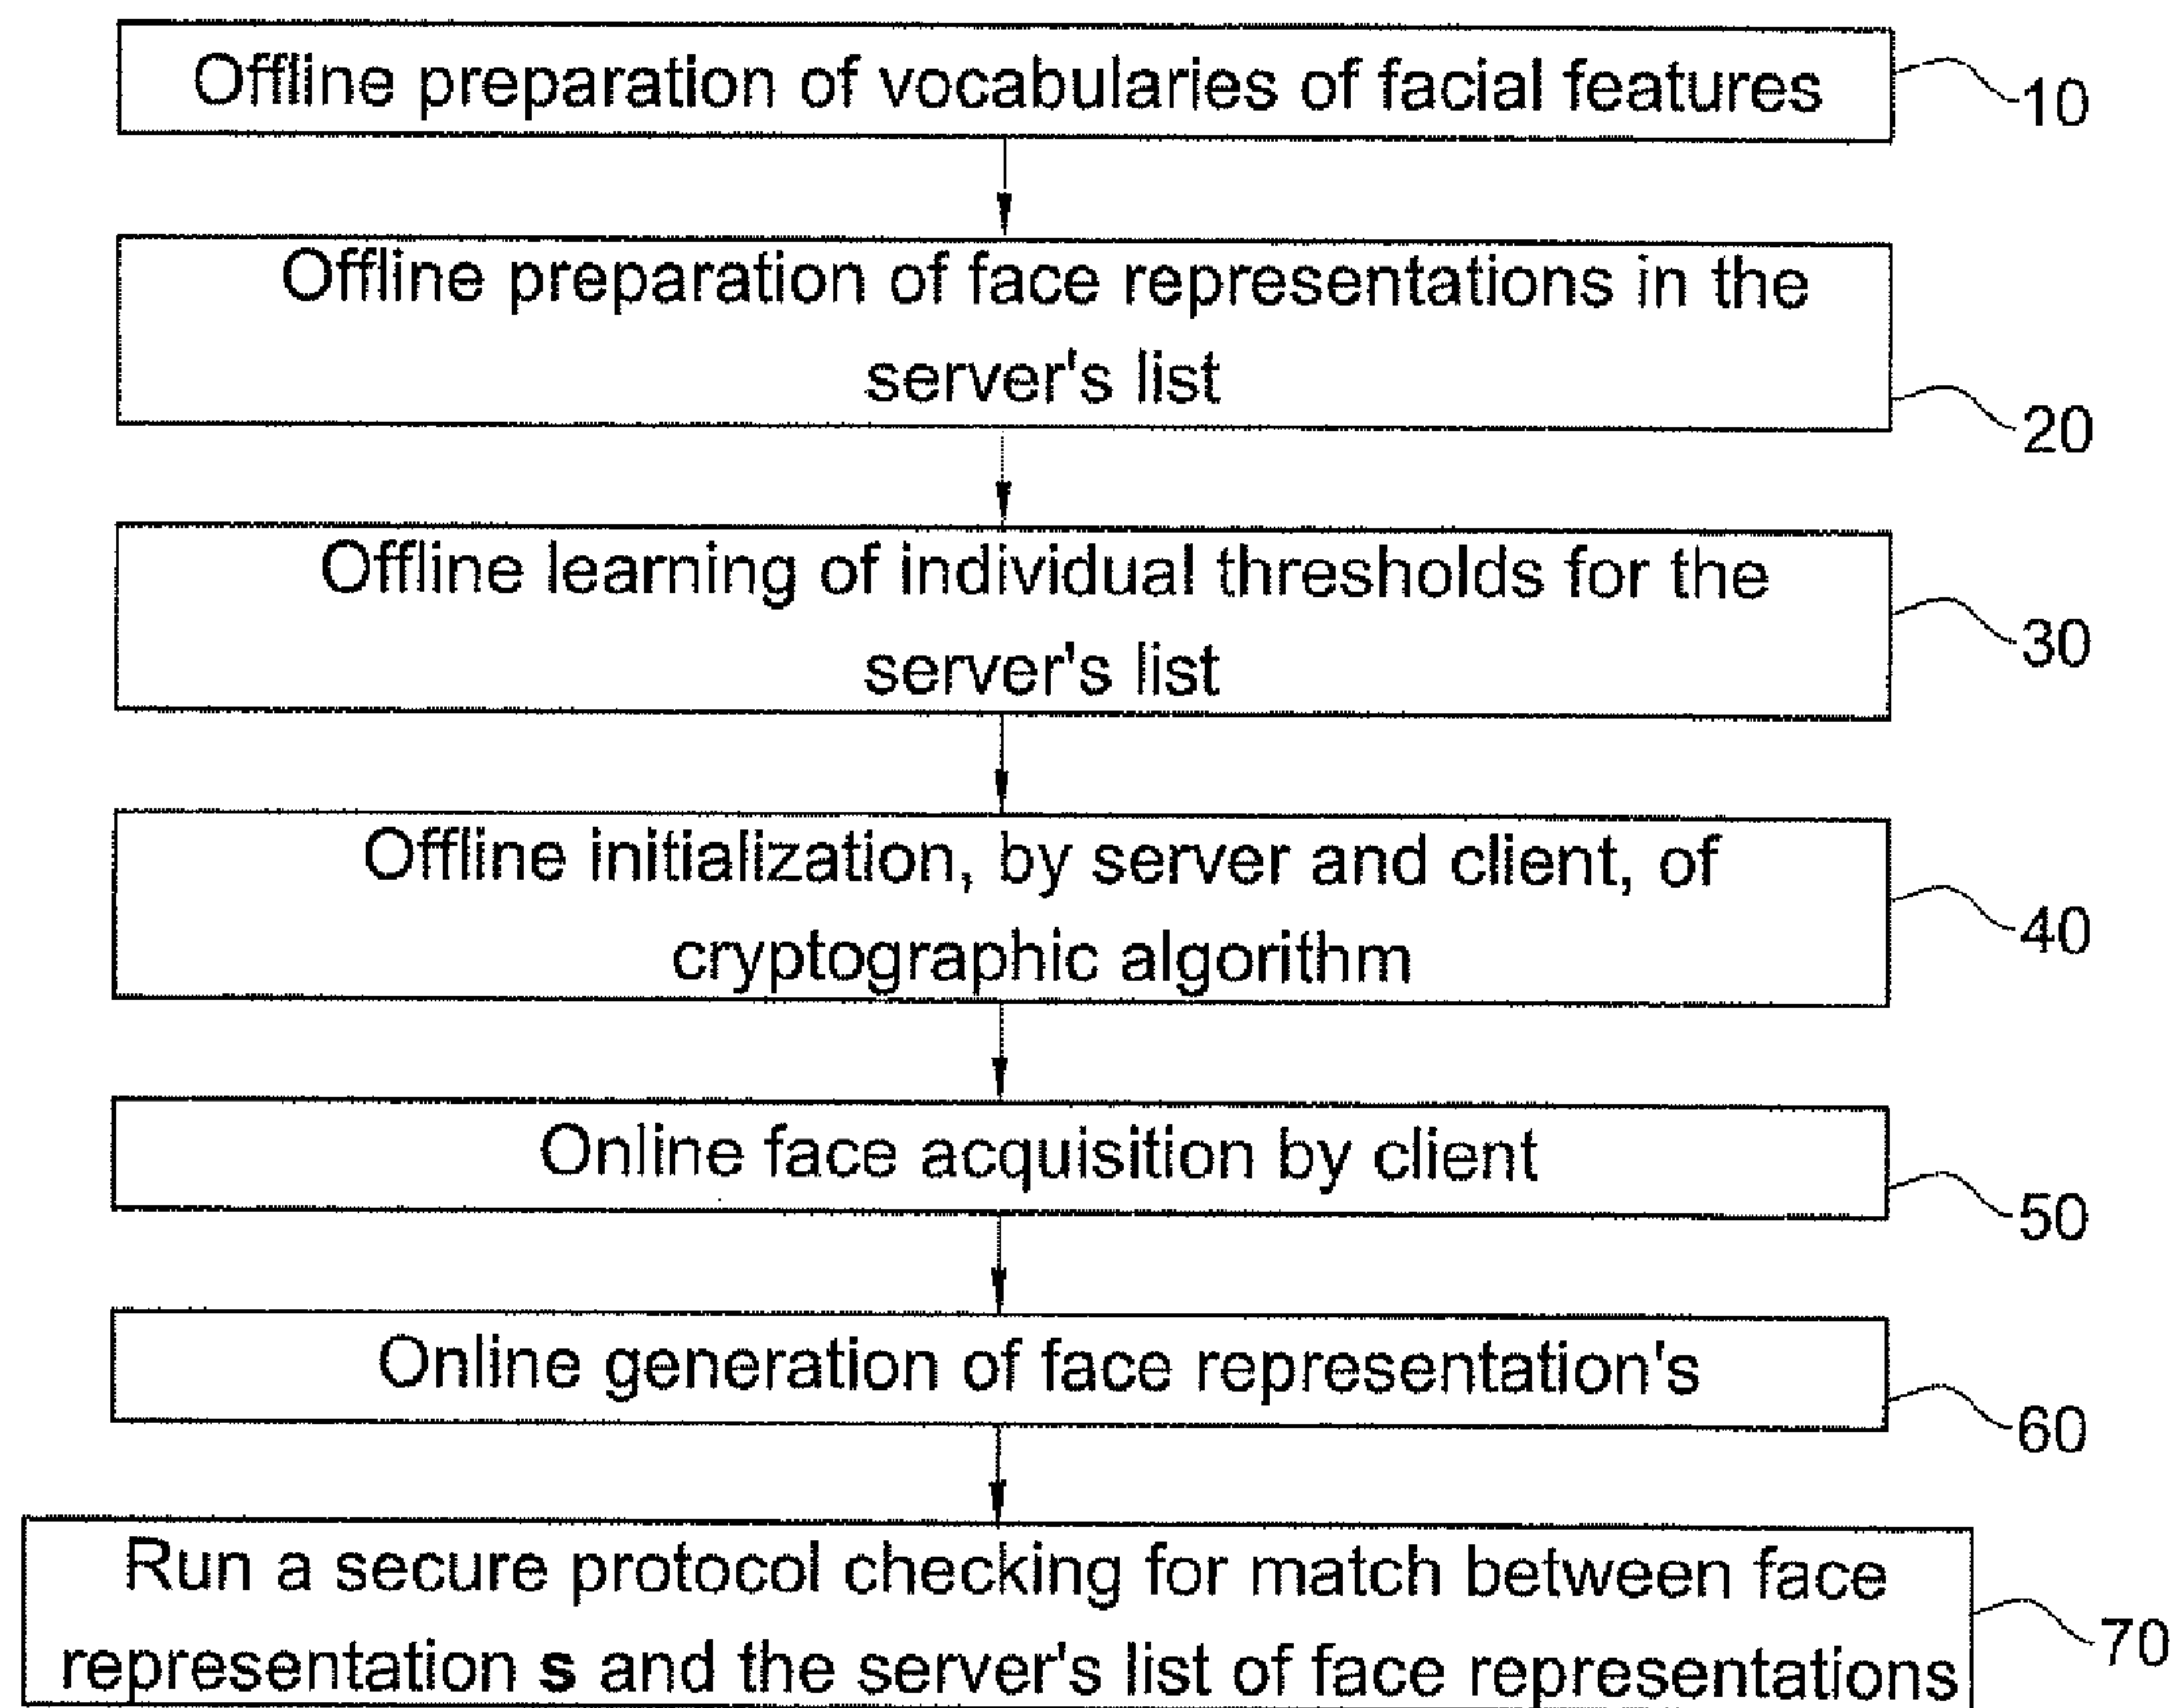 Offline preparation of vocabularies of facial features
10
Offline preparation of face representations in the
server's list
20
Offline learning of individual thresholds for the
server's list
30
Offline initialization, by server and client, of
cryptographic algorithm
40
Online face acquisition by client
50
Online generation of face representation's
60
Run a secure protocol checking for match between face
representation s and the server's list of face representations
70